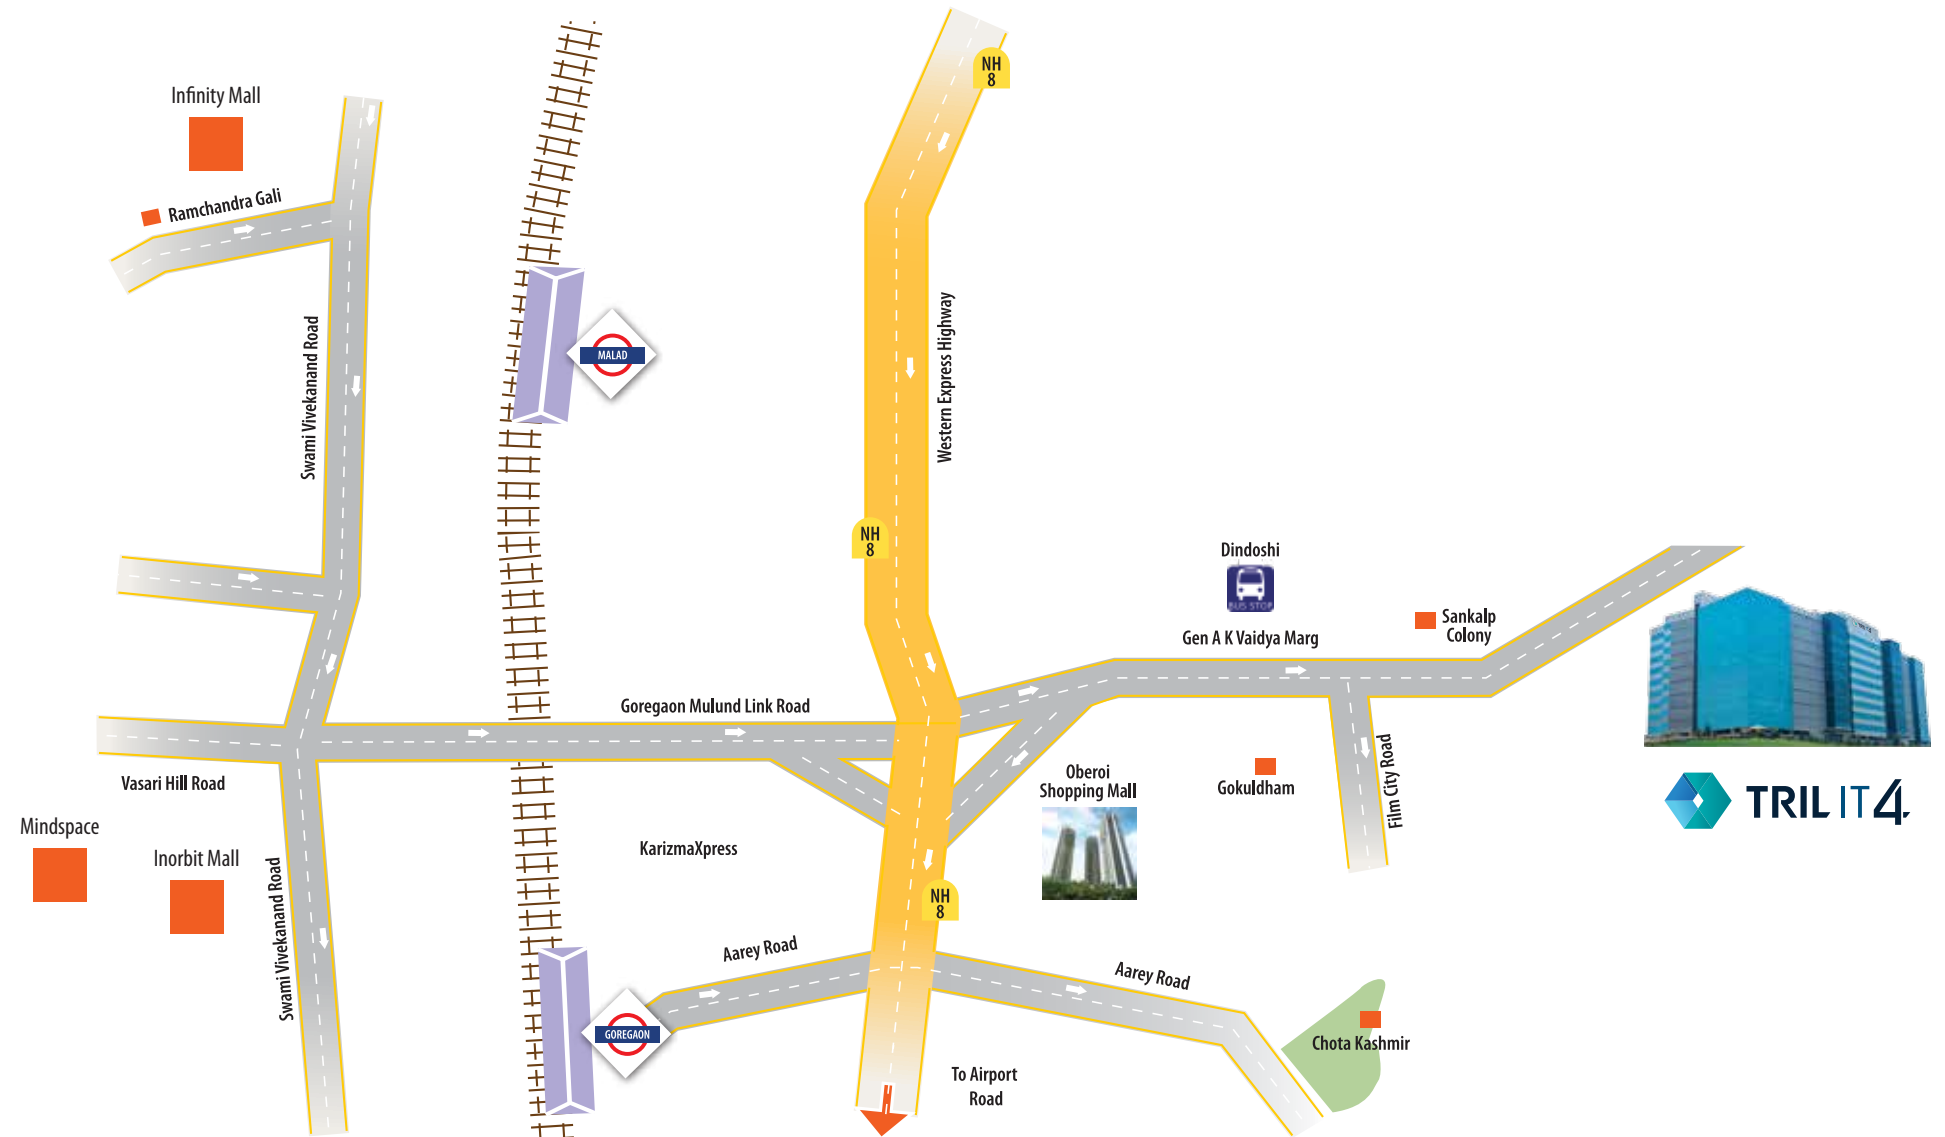 NH
8
Infinity Mall
Ramchandra Gali
Swami Vivekanand Road
MALAD
Western Express Highway
NH
8
Dindoshi
BUS STOP
Gen A K Vaidya Marg
Sankalp
Colony
Goregaon Mulund Link Road
Vasari Hill Road
Oberoi
Shopping Mall
Gokuldham
Film City Road
TRIL IT4
Mindspace
Inorbit Mall
KarizmaXpress
Swami Vivekanand Road
NH
8
Aarey Road
Aarey Road
GOREGAON
Chota Kashmir
To Airport
Road